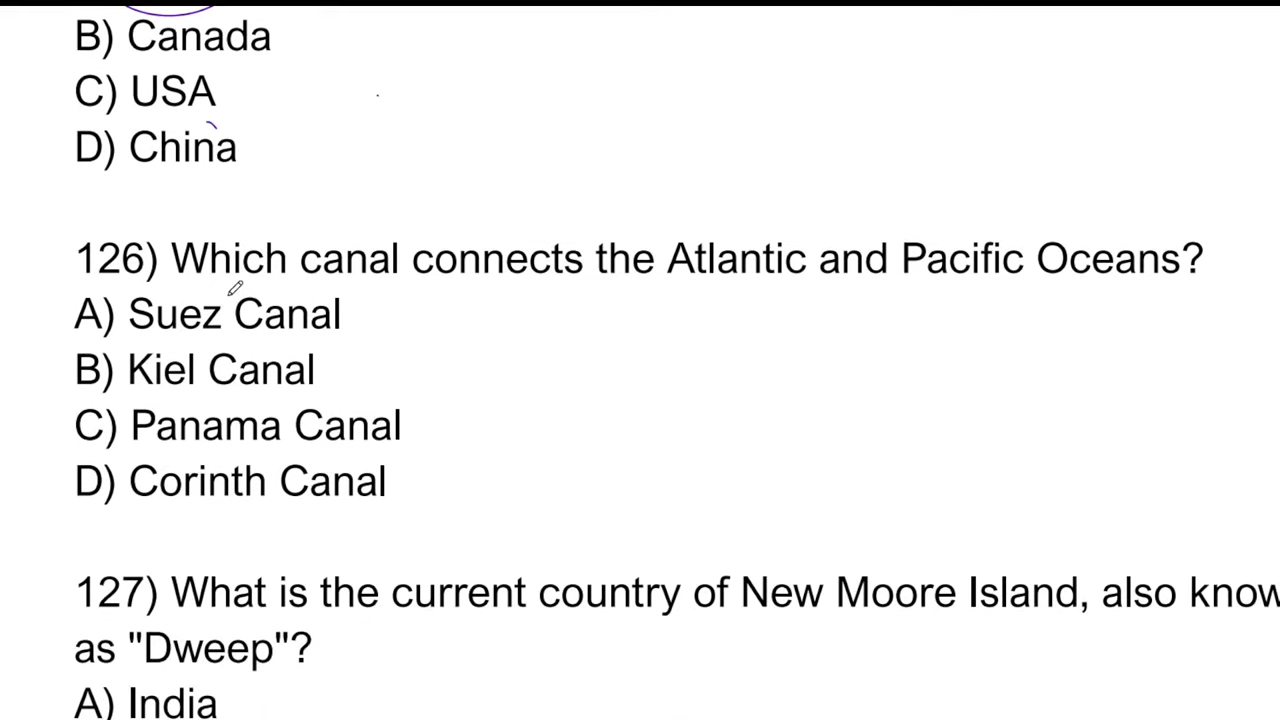 B) Canada
C) USA
D) China
126) Which canal connects the Atlantic and Pacific Oceans?
A) Suez Canal
B) Kiel Canal
C) Panama Canal
D) Corinth Canal
127) What is the current country of New Moore Island, also know
as "Dweep"?
A) India